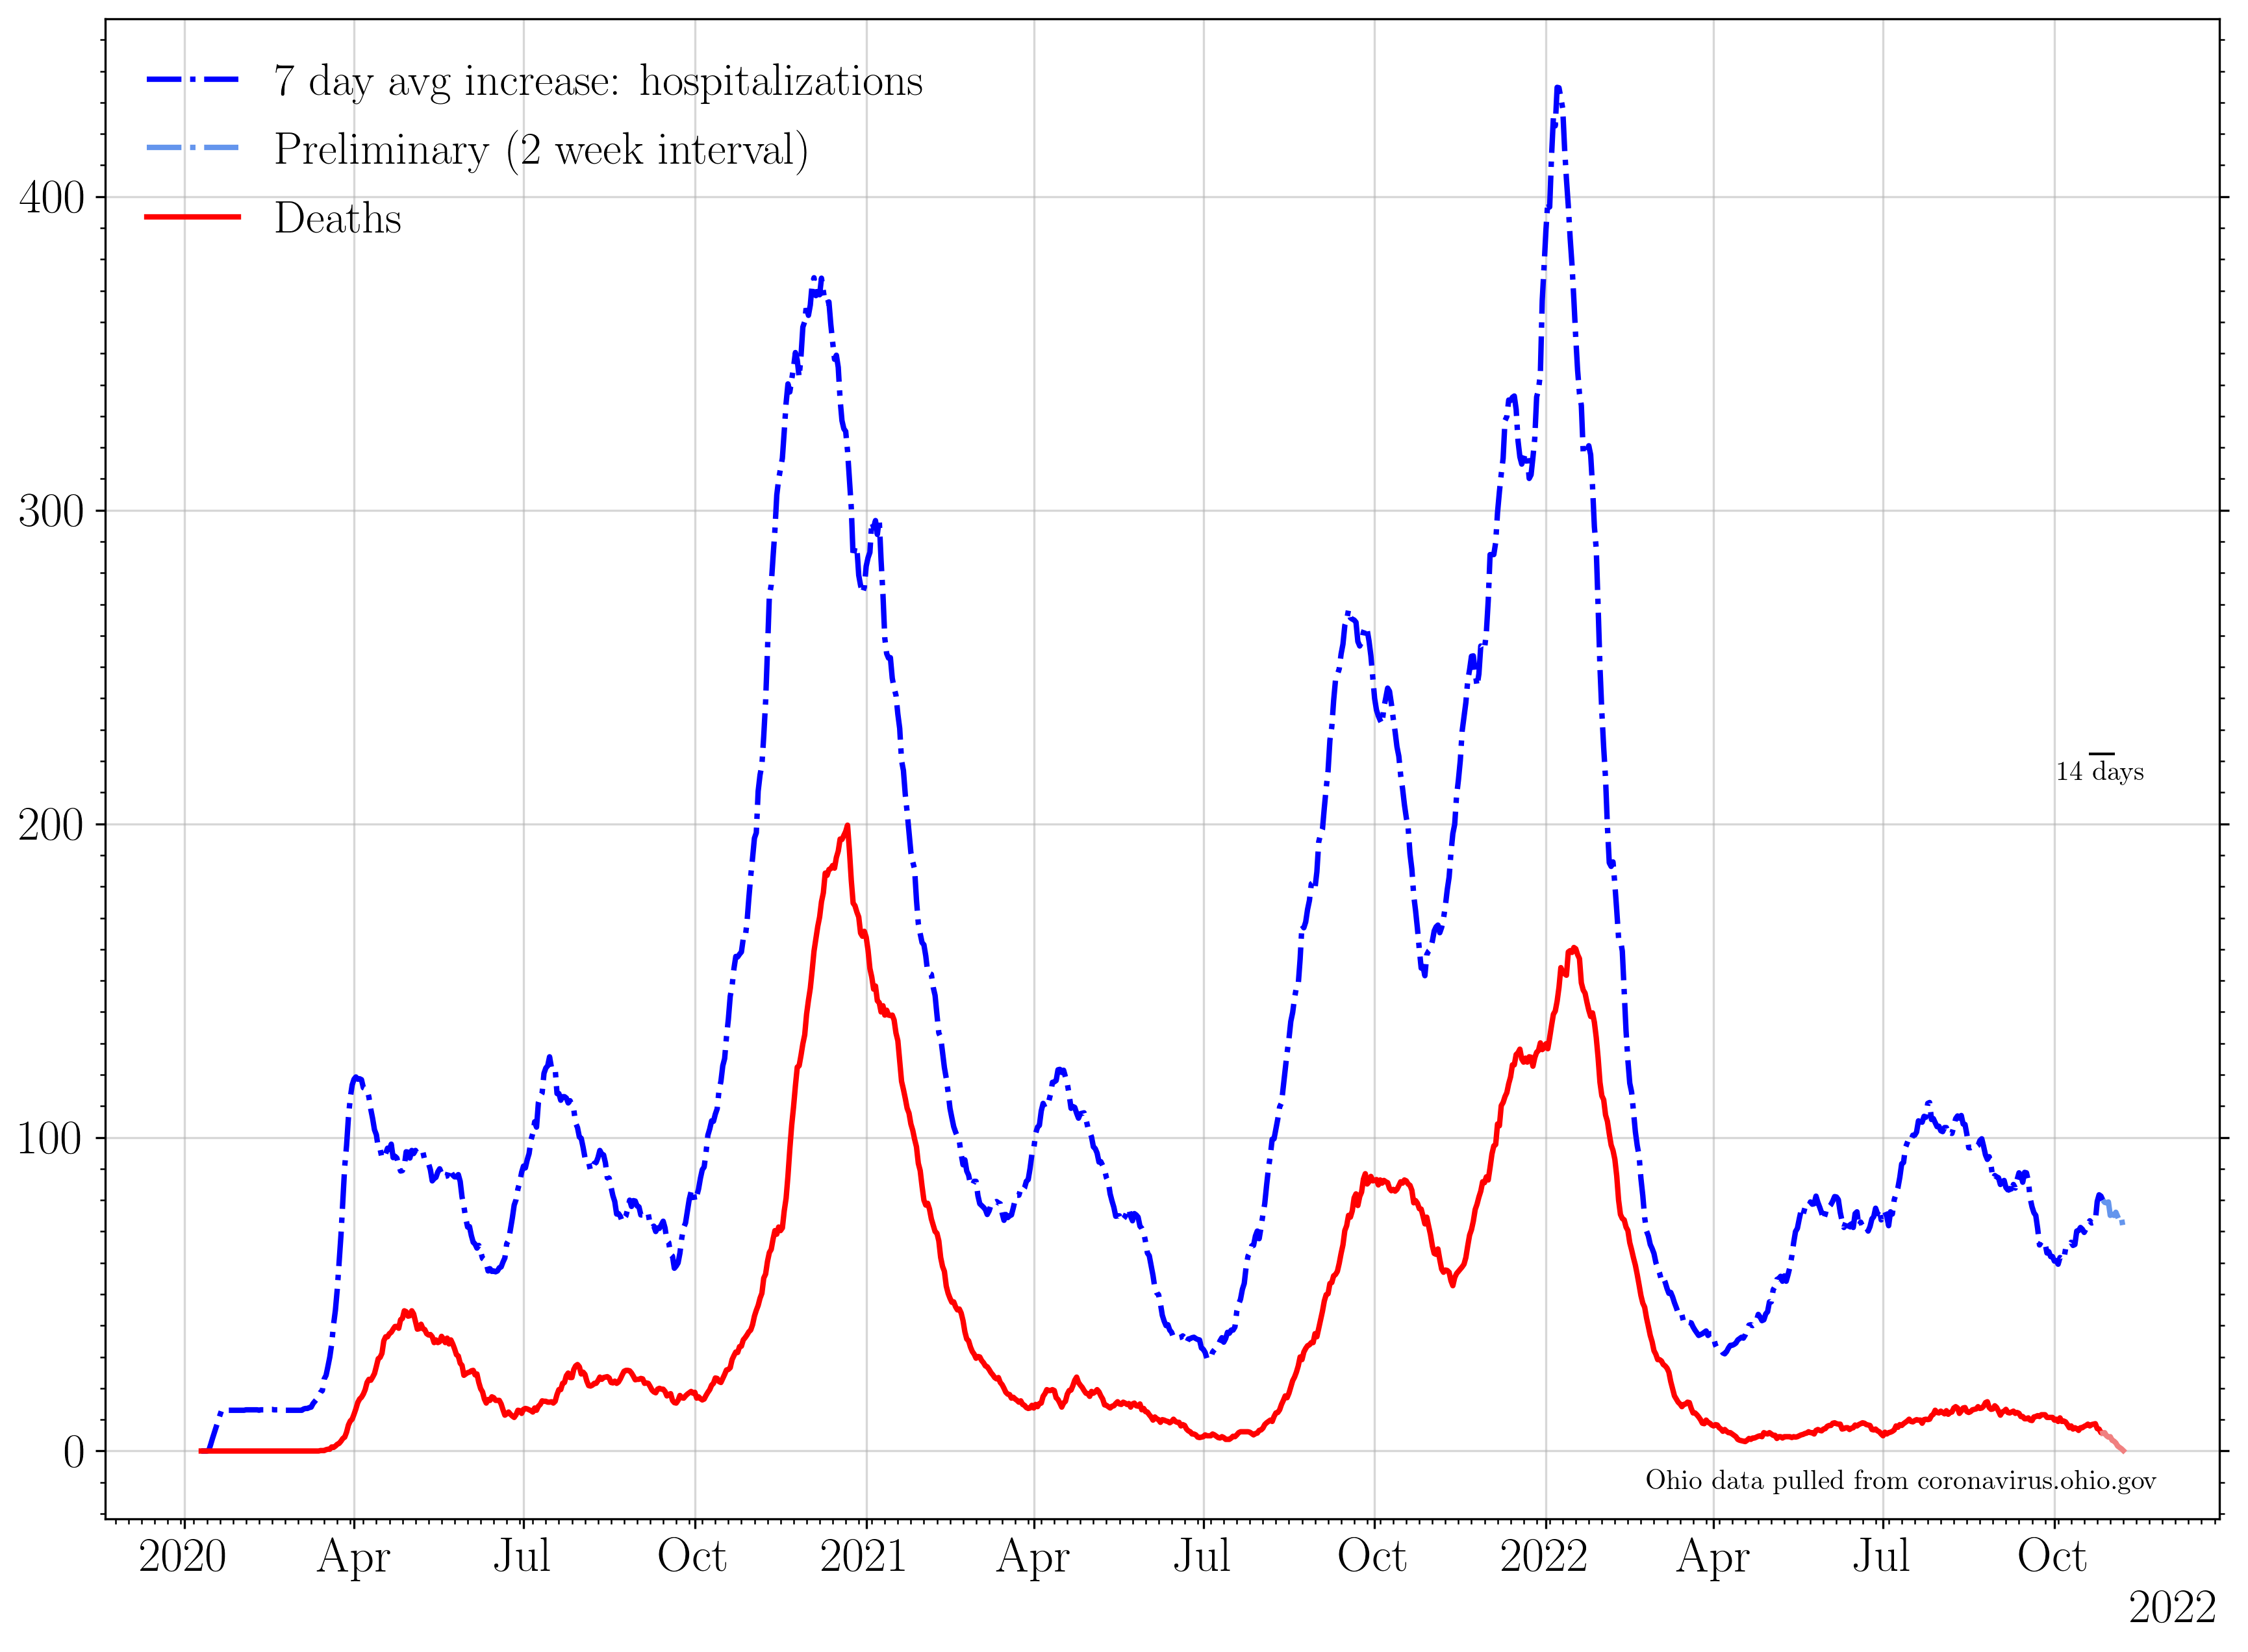 7 day avg increase: hospitalizations
Preliminary (2 week interval)
Deaths
400
300
200
100
0
14 days
Ohio data pulled from coronavirus.ohio.gov
2020 Apr Jul Oct 2021 Apr Jul Oct 2022 Apr Jul Oct
2022